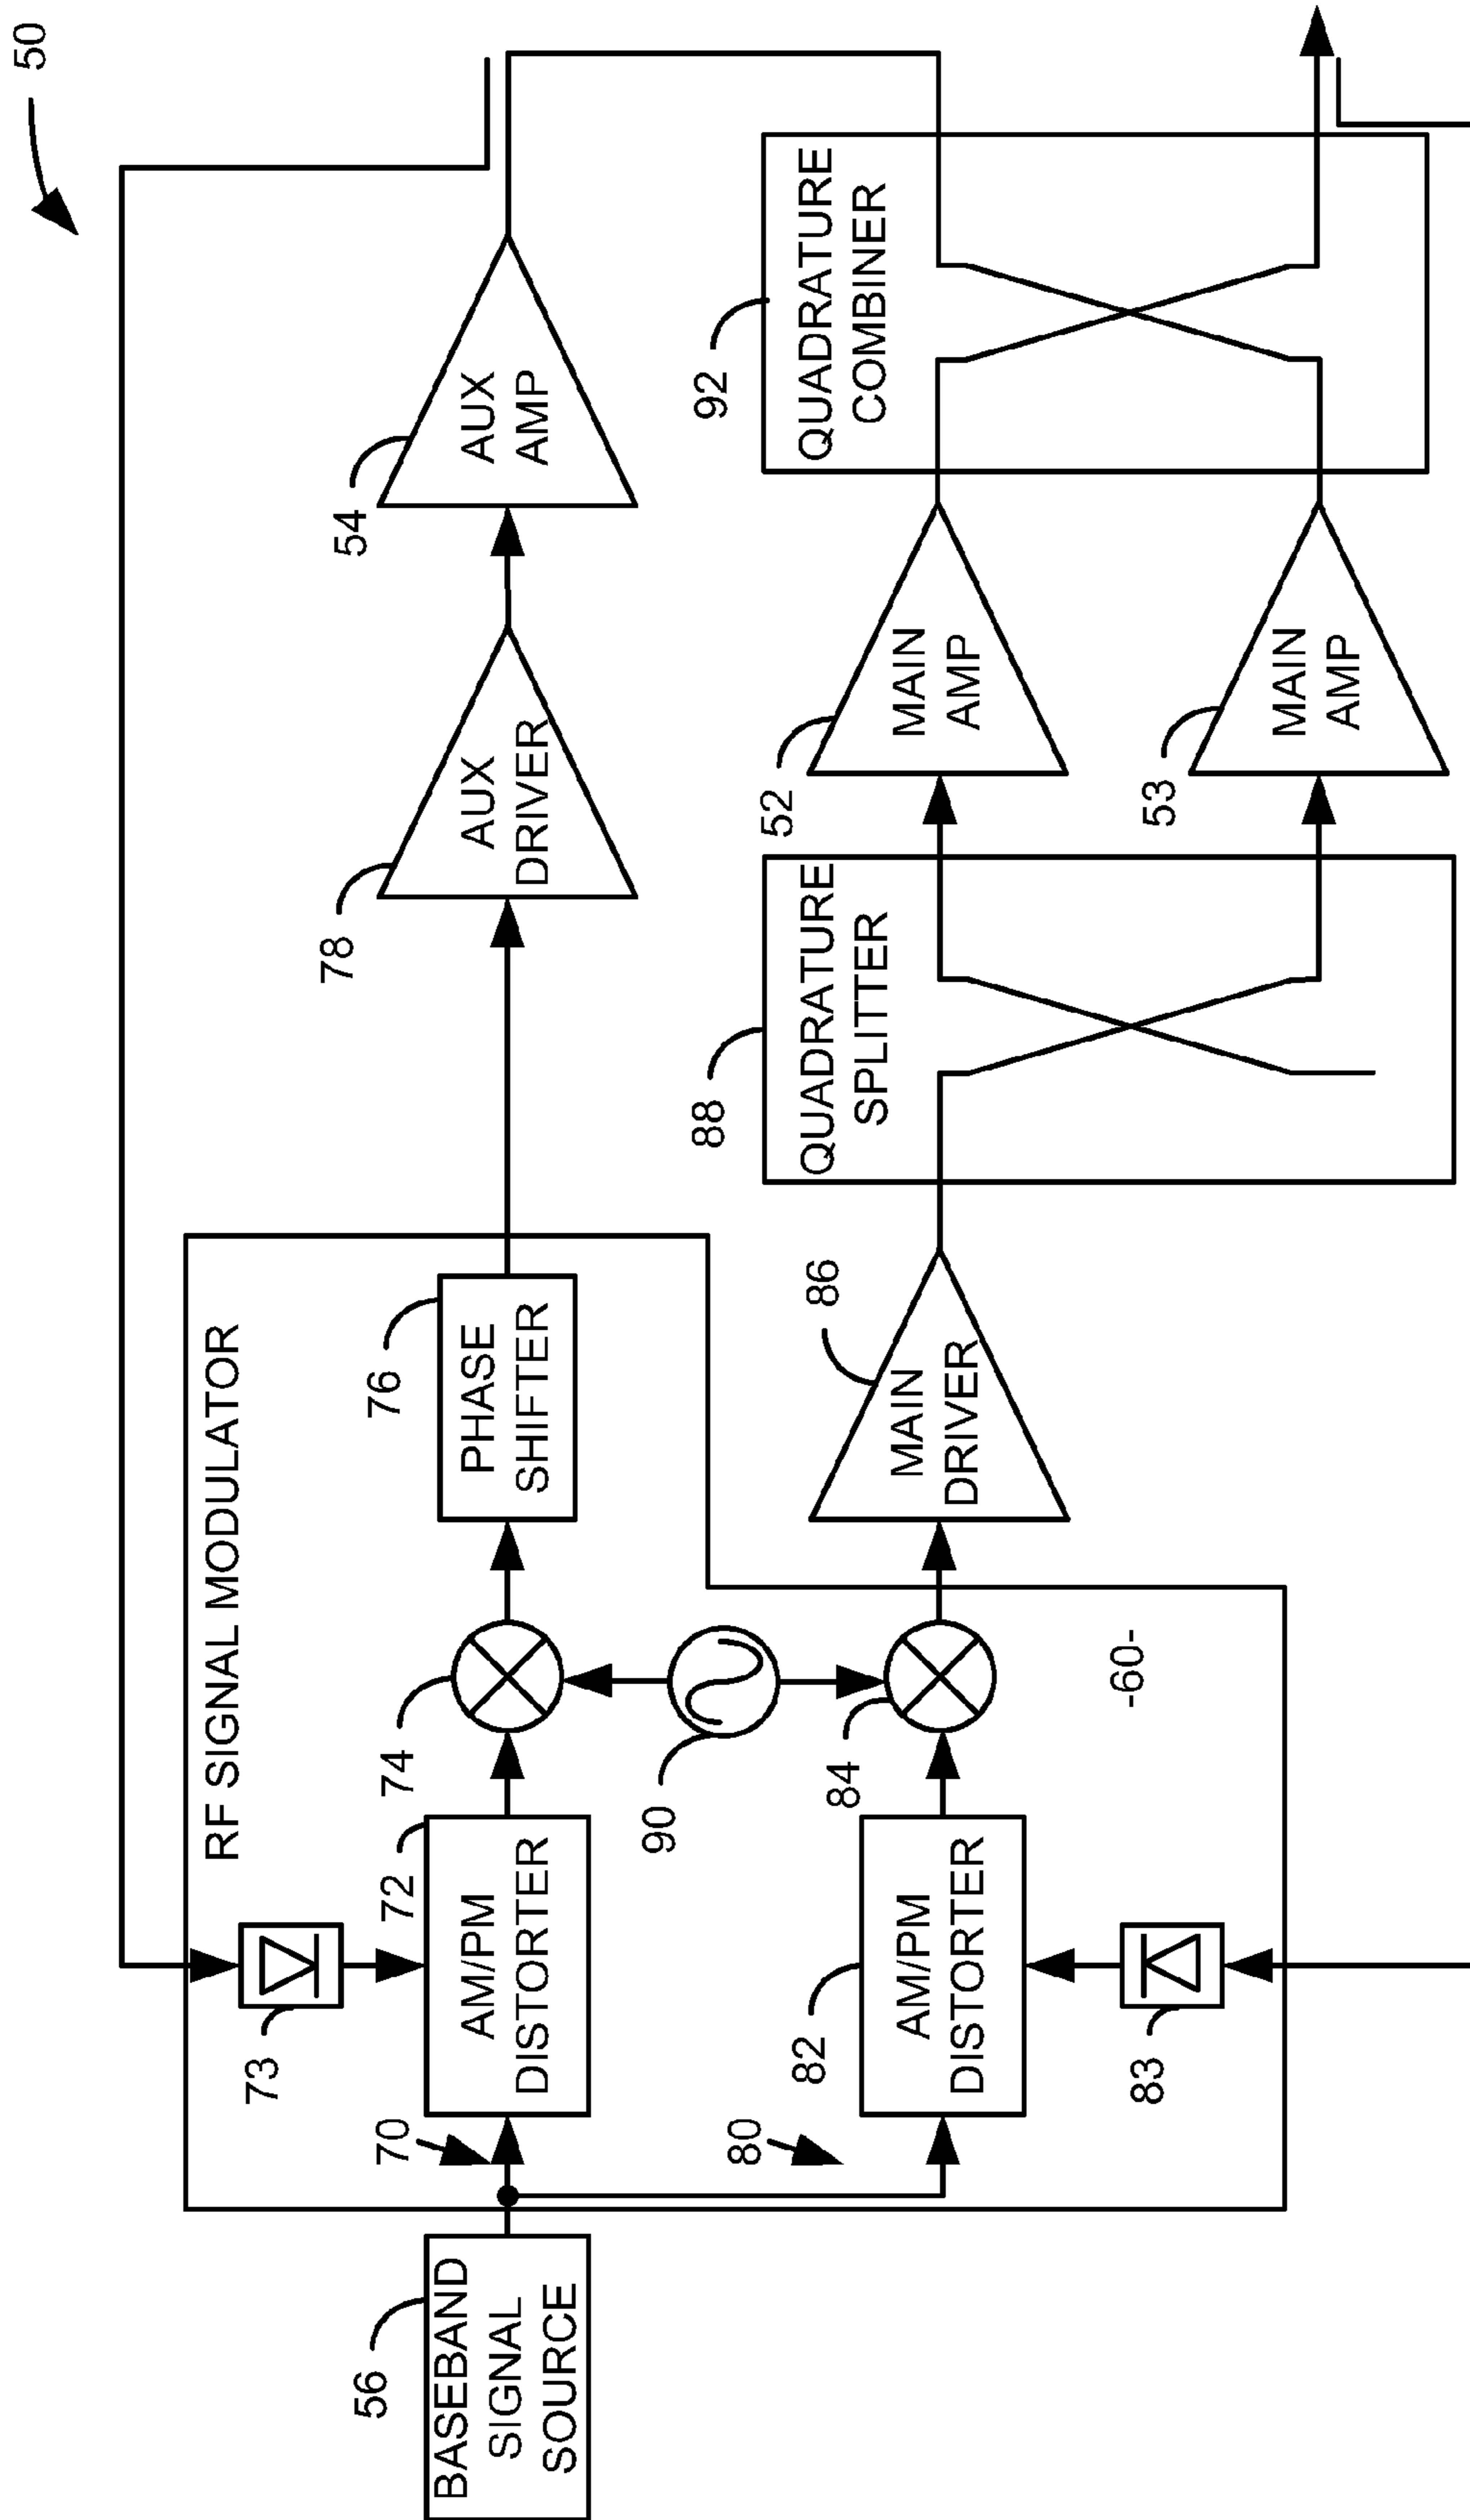 50
RF SIGNAL MODULATOR
73
56
BASEBAND
SIGNAL
SOURCE
70
72
AM/PM
DISTORTER
74
76
PHASE
SHIFTER
78
AUX
DRIVER
54
AUX
AMP
90
80
82
AM/PM
DISTORTER
84
86
MAIN
DRIVER
88
QUADRATURE
SPLITTER
52
MAIN
AMP
53
MAIN
AMP
92
QUADRATURE
COMBINER
83
-60-